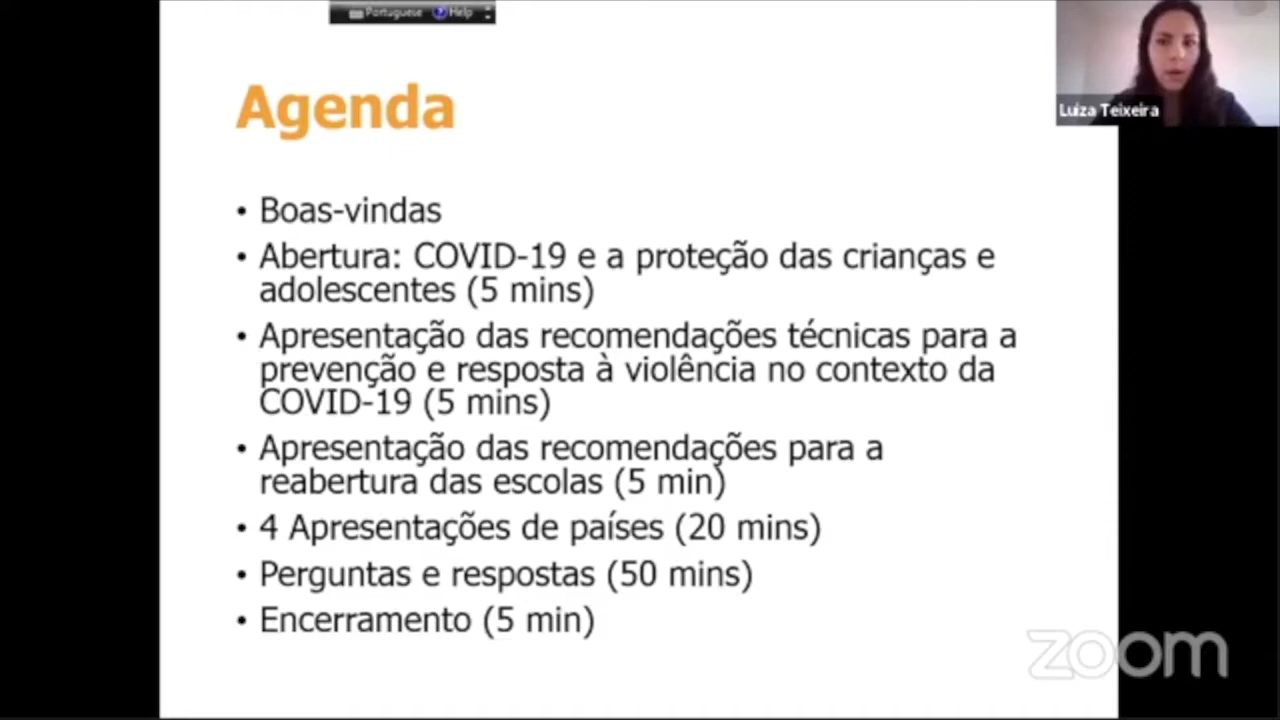 Portuguese Help
Agenda
Luiza Teixeira
• Boas-vindas
• Abertura: COVID-19 e a proteção das crianças e
adolescentes (5 mins)
• Apresentação das recomendações técnicas para a
prevenção e resposta à violência no contexto da
COVID-19 (5 mins)
• Apresentação das recomendações para a
reabertura das escolas (5 min)
• 4 Apresentações de países (20 mins)
• Perguntas e respostas (50 mins)
• Encerramento (5 min)
zoom